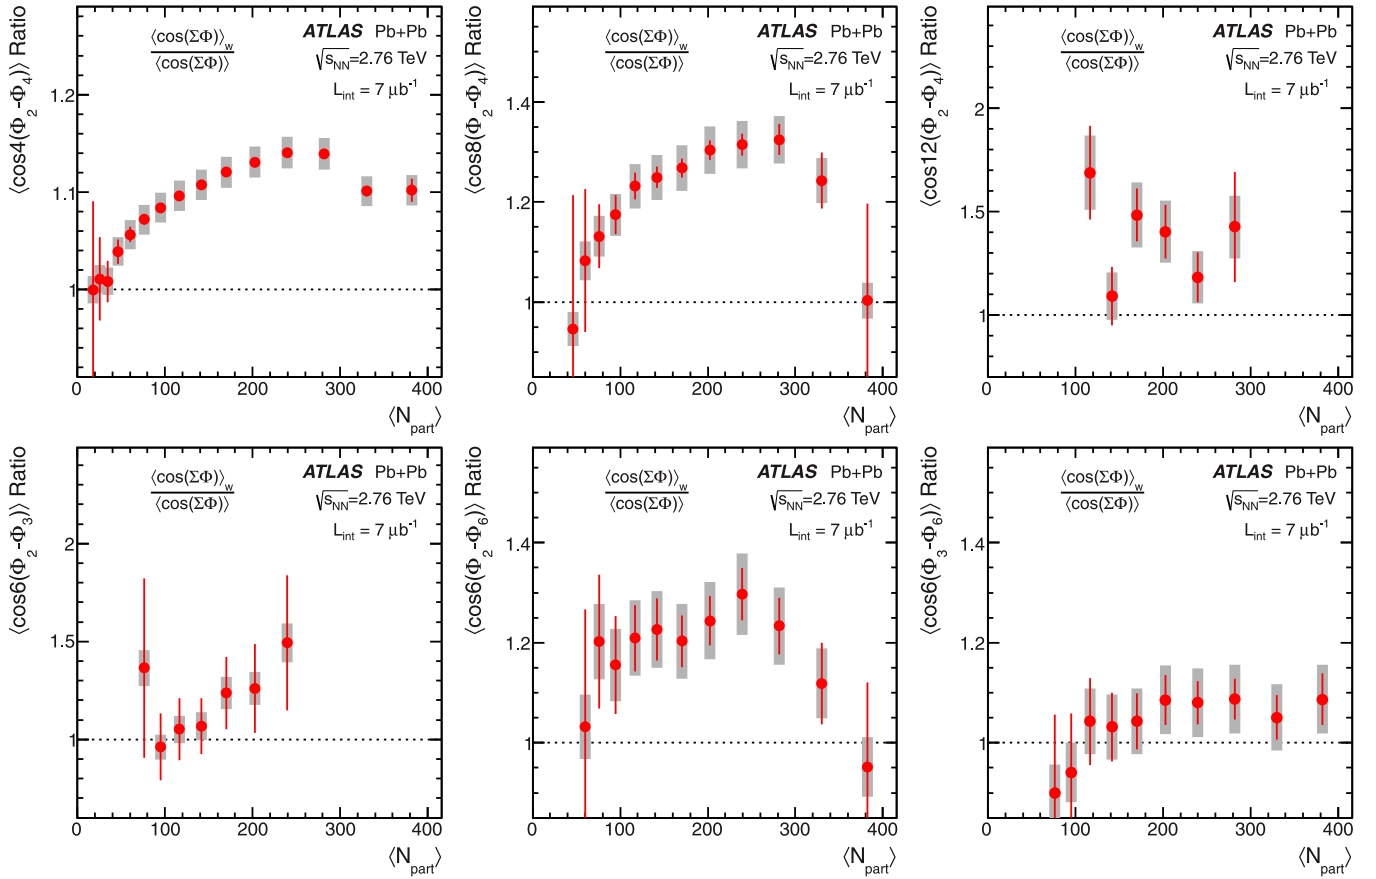 ⟨cos4(Φ₂-Φ₄)⟩ Ratio
⟨cos(ΣΦ)⟩w
⟨cos(ΣΦ)⟩
ATLAS Pb+Pb
√sNN=2.76 TeV
Lint = 7 μb⁻¹
1.2
1.1
1
0 100 200 300 400
⟨Npart⟩
⟨cos8(Φ₂-Φ₄)⟩ Ratio
⟨cos(ΣΦ)⟩w
⟨cos(ΣΦ)⟩
ATLAS Pb+Pb
√sNN=2.76 TeV
Lint = 7 μb⁻¹
1.4
1.2
1
0 100 200 300 400
⟨Npart⟩
⟨cos12(Φ₂-Φ₄)⟩ Ratio
⟨cos(ΣΦ)⟩w
⟨cos(ΣΦ)⟩
ATLAS Pb+Pb
√sNN=2.76 TeV
Lint = 7 μb⁻¹
2
1.5
1
0 100 200 300 400
⟨Npart⟩
⟨cos6(Φ₂-Φ₃)⟩ Ratio
⟨cos(ΣΦ)⟩w
⟨cos(ΣΦ)⟩
ATLAS Pb+Pb
√sNN=2.76 TeV
Lint = 7 μb⁻¹
2
1.5
1
0 100 200 300 400
⟨Npart⟩
⟨cos6(Φ₂-Φ₆)⟩ Ratio
⟨cos(ΣΦ)⟩w
⟨cos(ΣΦ)⟩
ATLAS Pb+Pb
√sNN=2.76 TeV
Lint = 7 μb⁻¹
1.4
1.2
1
0 100 200 300 400
⟨Npart⟩
⟨cos6(Φ₃-Φ₆)⟩ Ratio
⟨cos(ΣΦ)⟩w
⟨cos(ΣΦ)⟩
ATLAS Pb+Pb
√sNN=2.76 TeV
Lint = 7 μb⁻¹
1.4
1.2
1
0 100 200 300 400
⟨Npart⟩